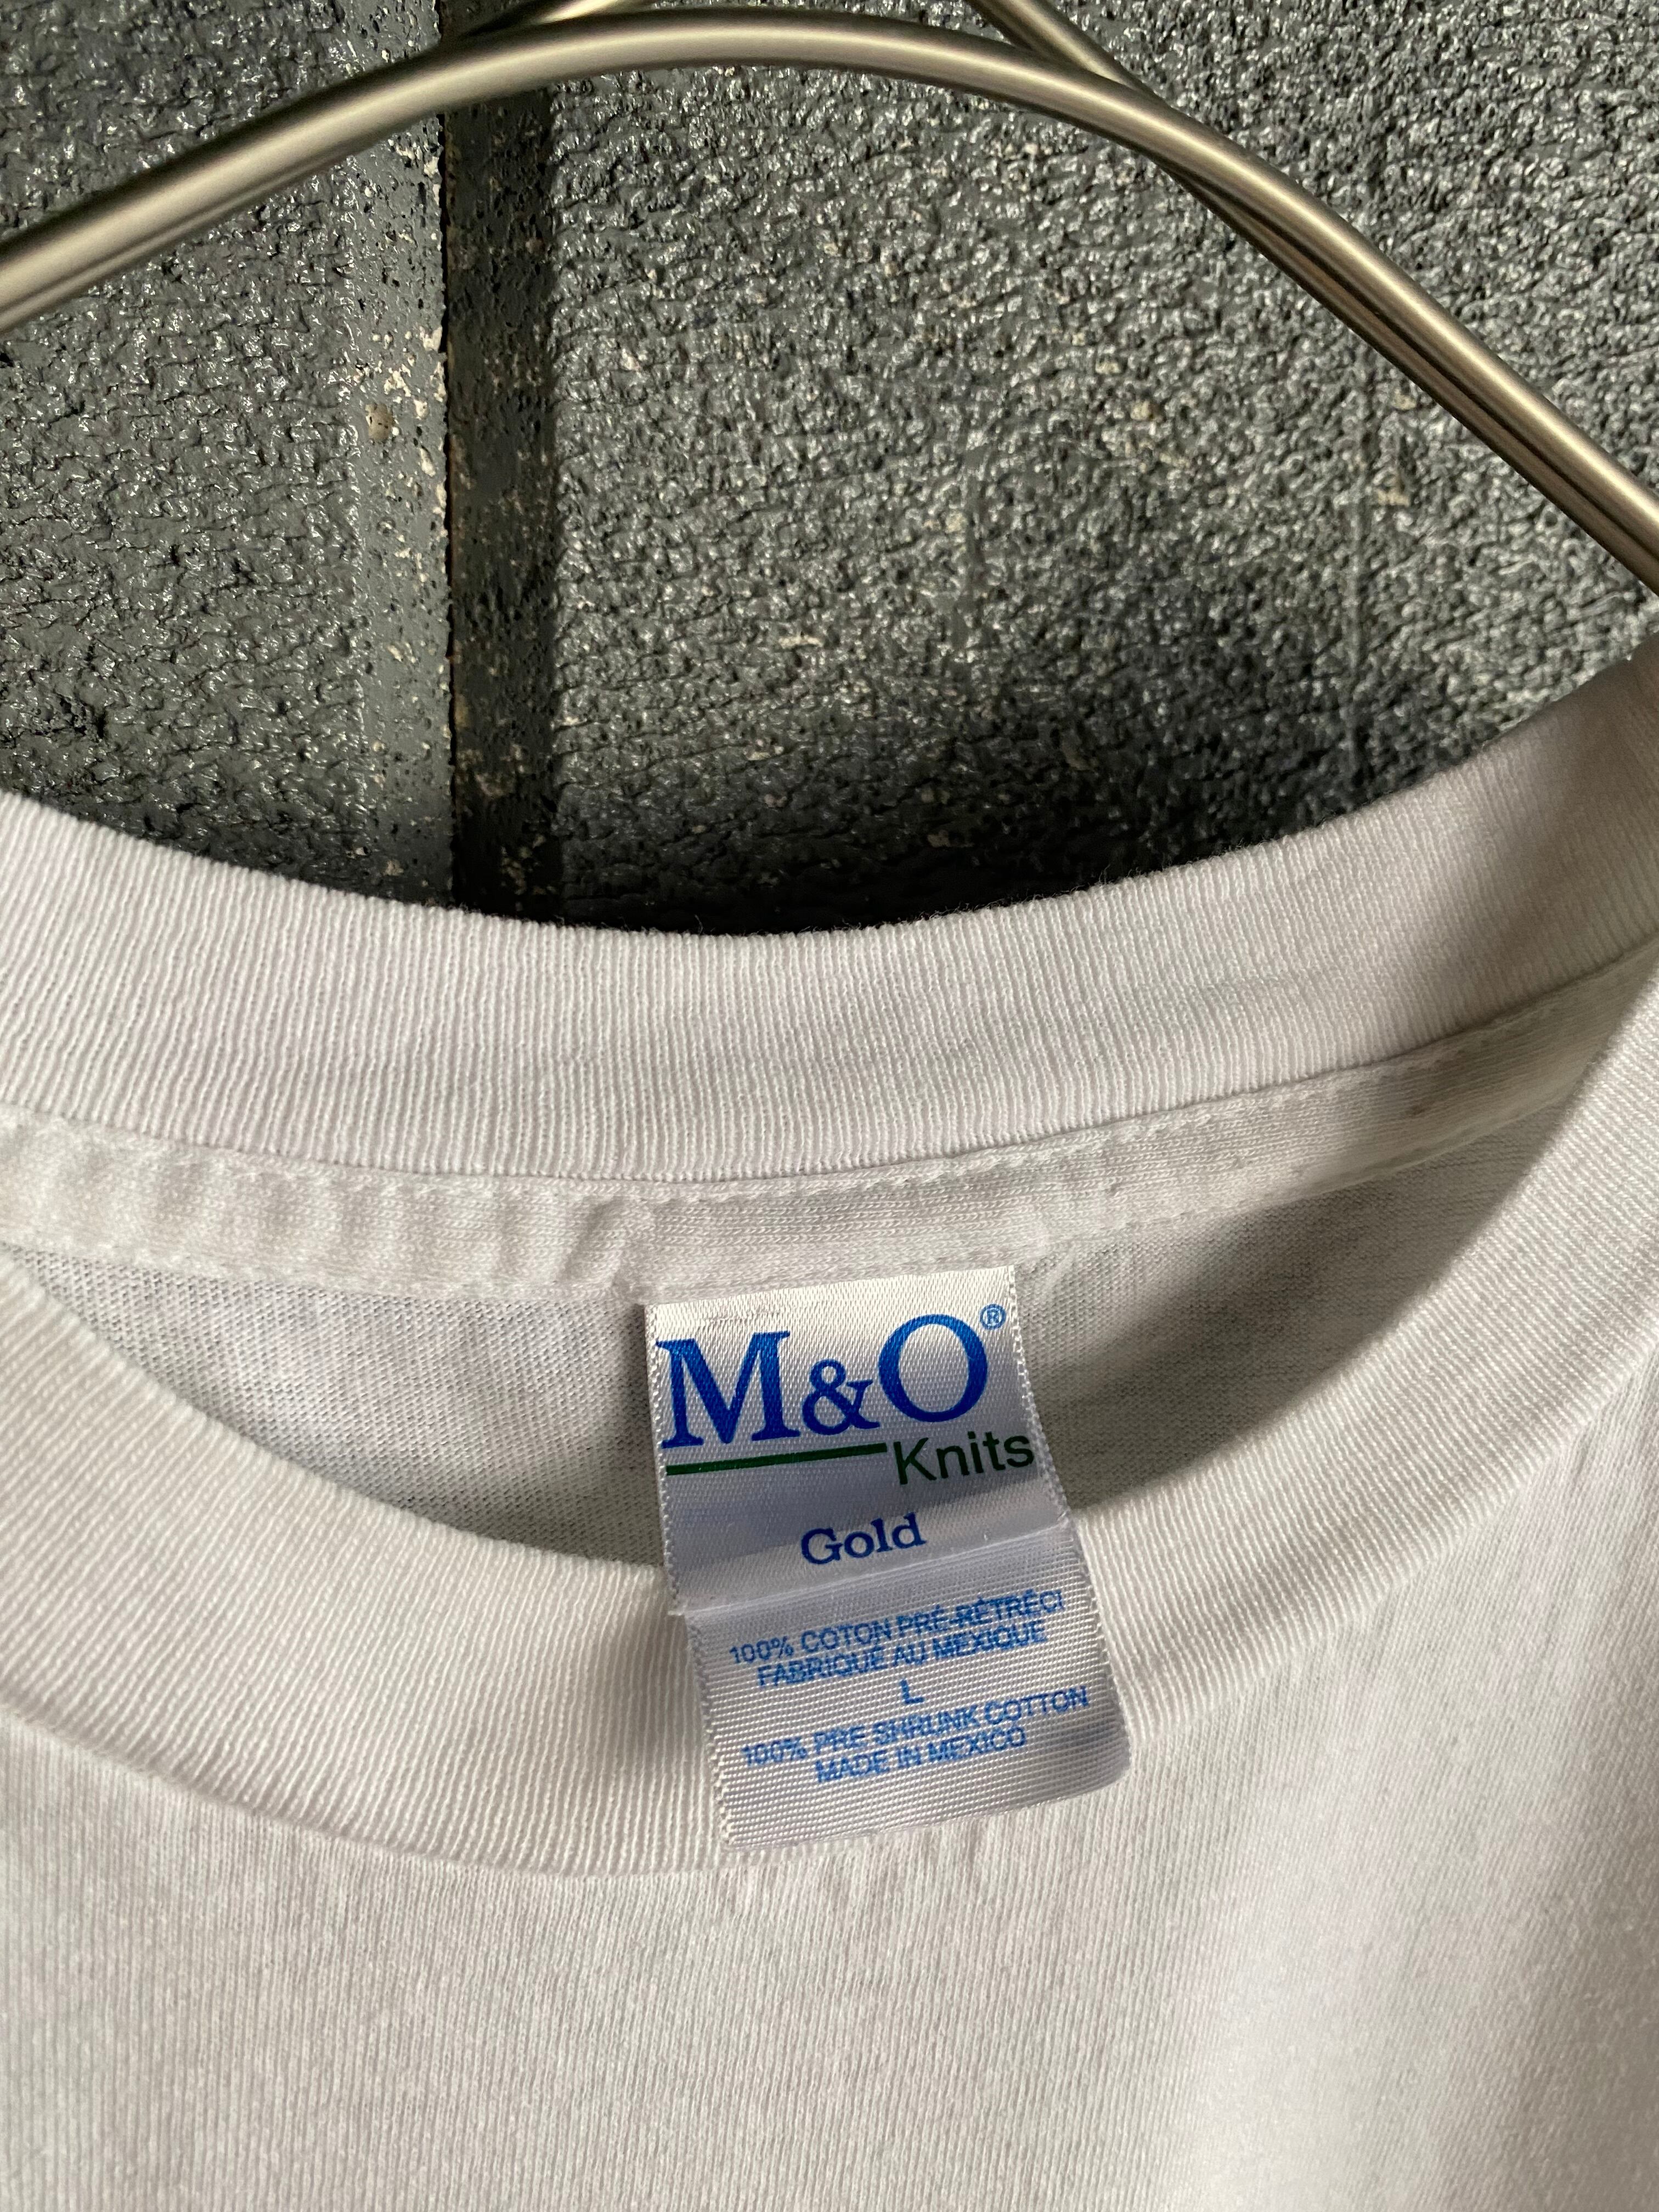 M&O®
Knits
Gold
100% COTON PRÉ-RÉTRÉCI
FABRIQUÉ AU MEXIQUE
L
100% PRE SHRUNK COTTON
MADE IN MEXICO